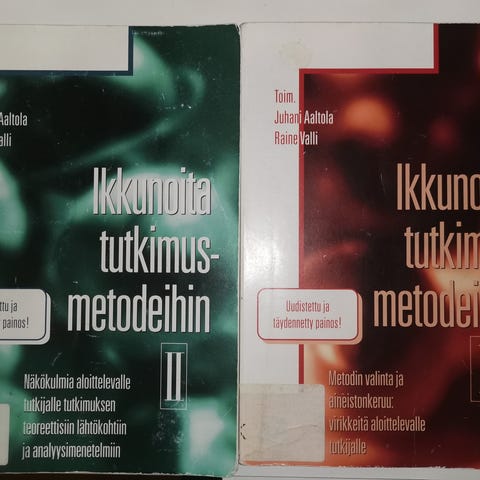 Aaltola
Valli
Ikkunoita
tutkimus-
metodeihin
II
ttu ja
painos!
Näkökulmia aloittelevalle
tutkijalle tutkimuksen
teoreettisiin lähtökohtiin
ja analyysimenetelmiin
Toim.
Juhani Aaltola
Raine Valli
Ikkuno
tutkim
metodei
Uudistettu ja
täydennetty painos!
Metodin valinta ja
aineistonkeruu:
virikkeitä aloittelevalle
tutkijalle